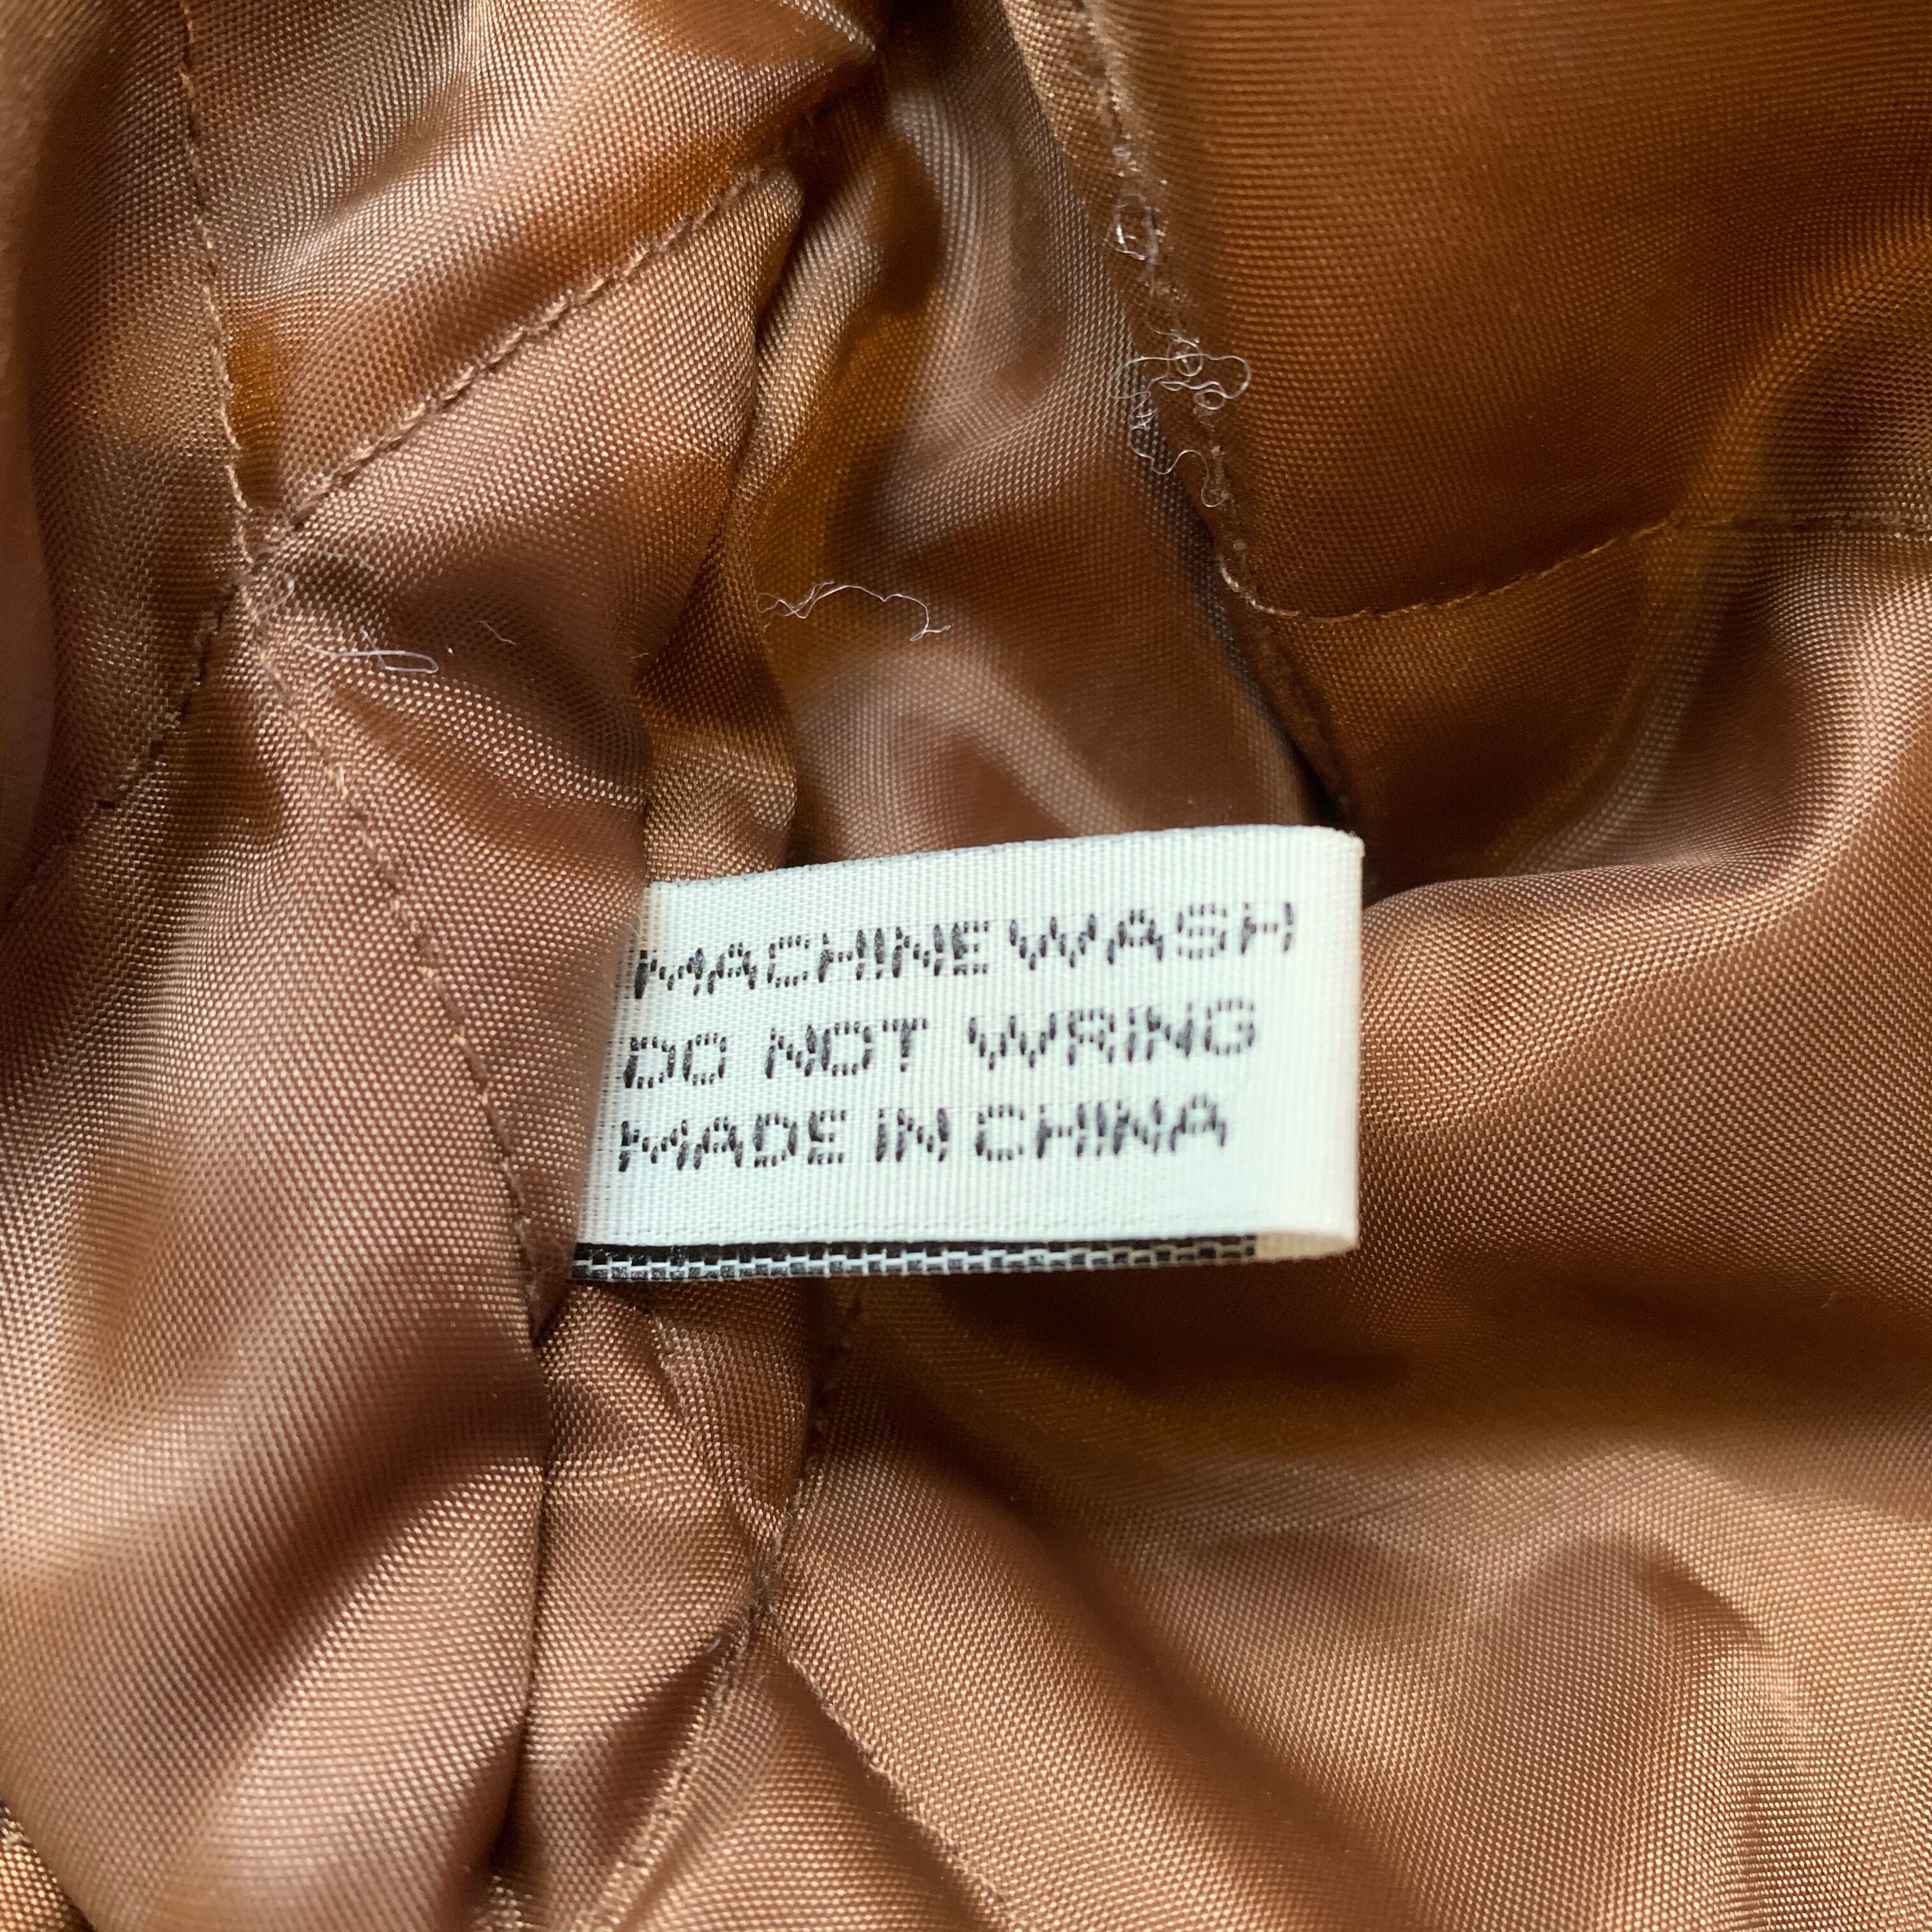 MACHINE WASH
DO NOT WRING
MADE IN CHINA